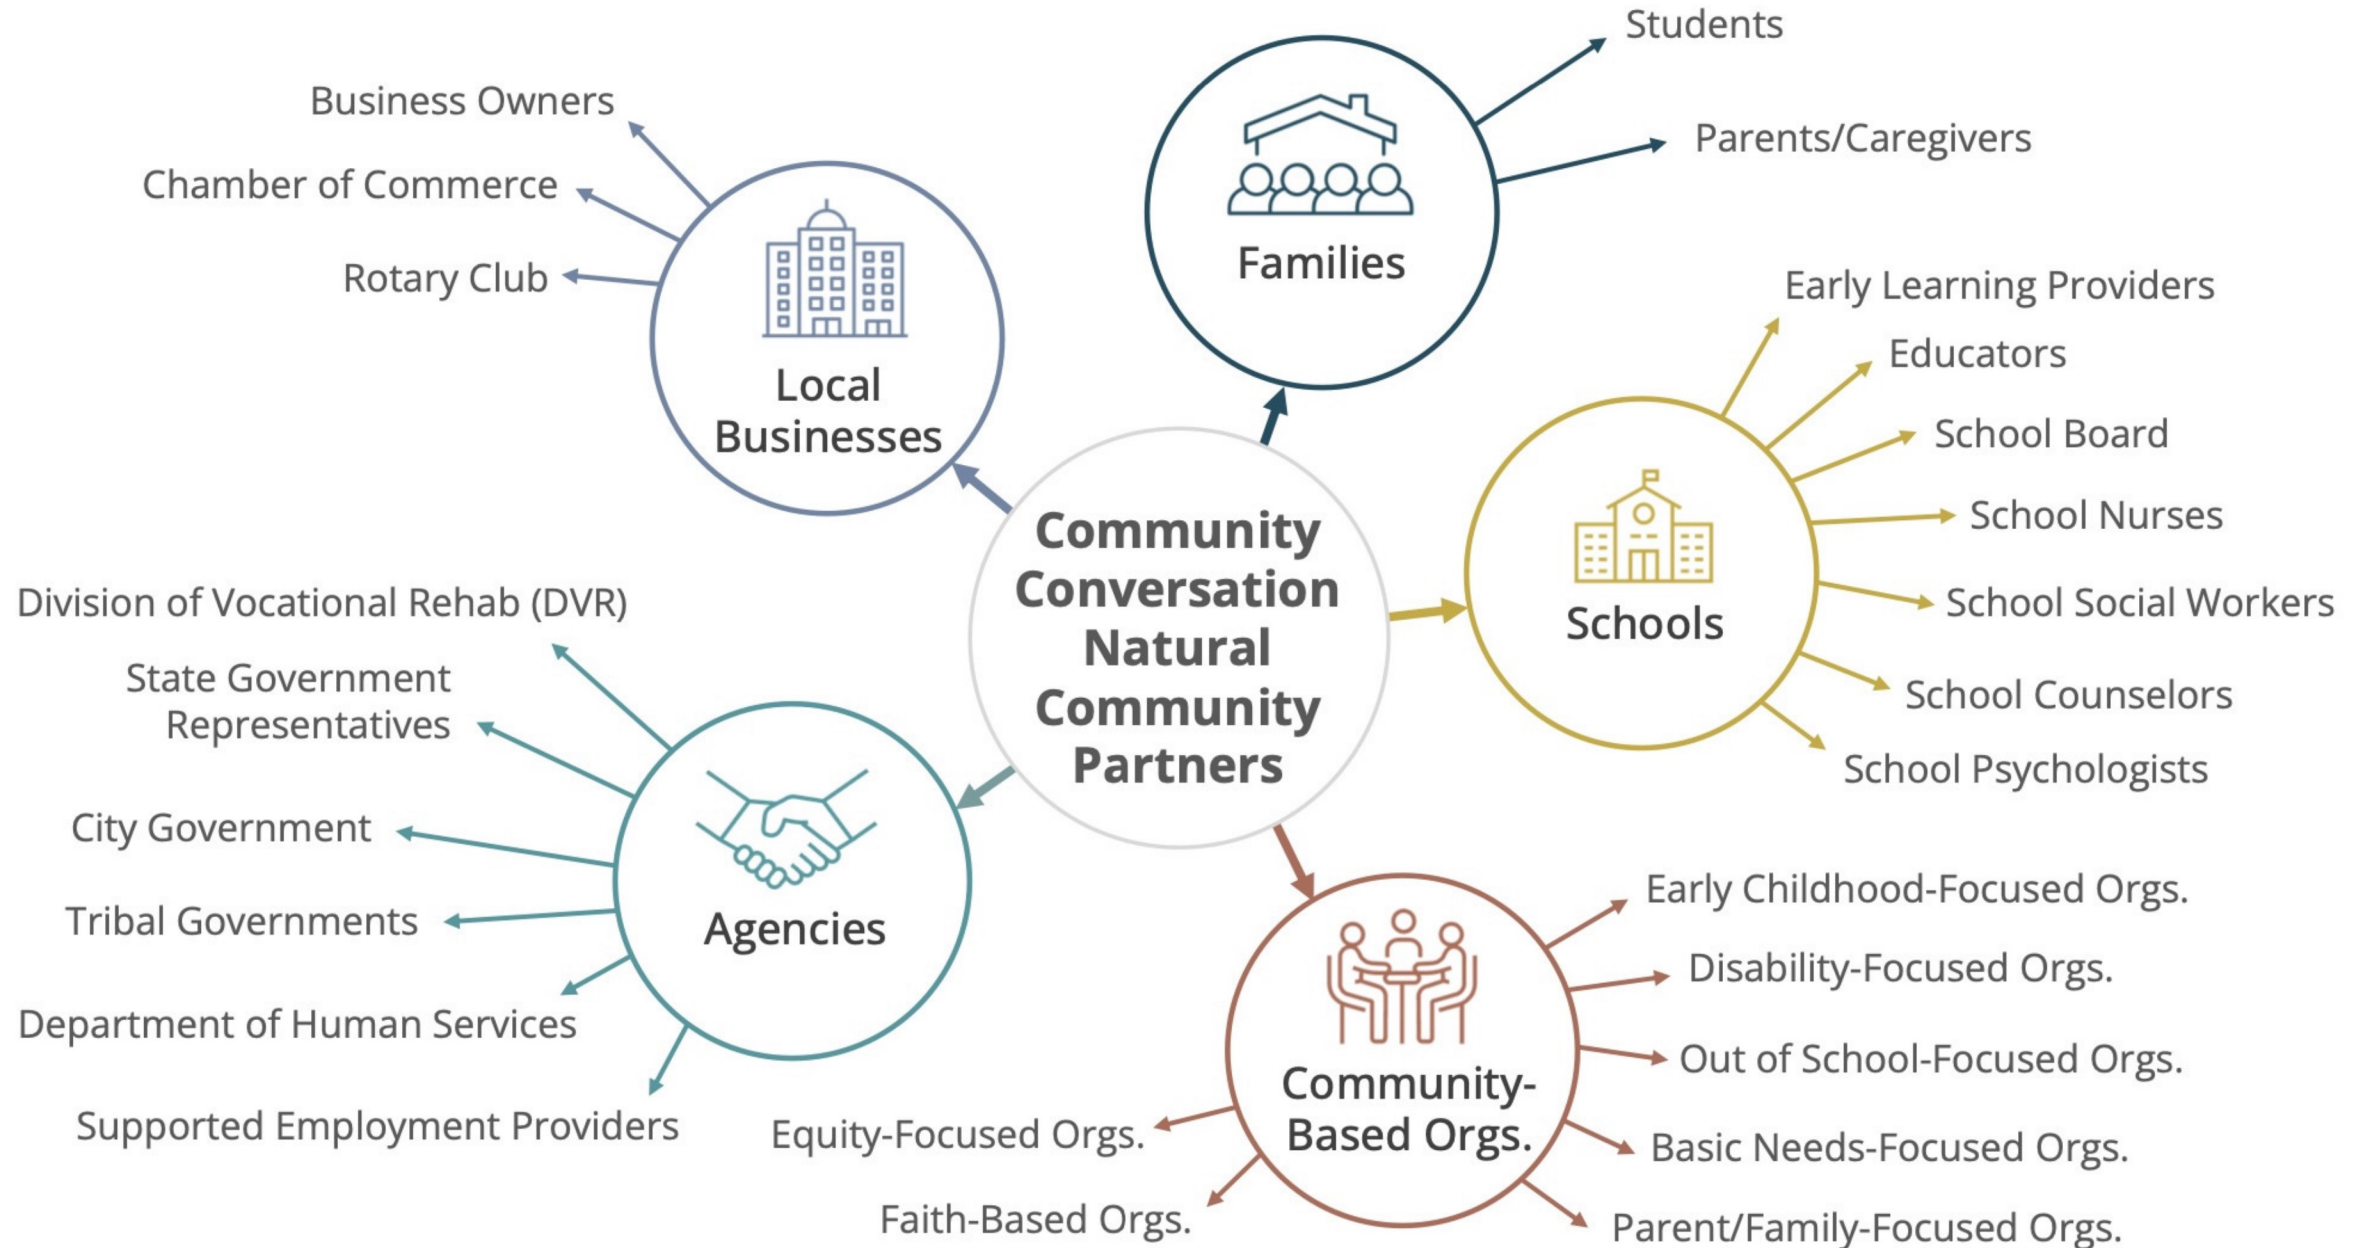 Community
Conversation
Natural
Community
Partners
Families
Students
Parents/Caregivers
Schools
Early Learning Providers
Educators
School Board
School Nurses
School Social Workers
School Counselors
School Psychologists
Community-
Based Orgs.
Early Childhood-Focused Orgs.
Disability-Focused Orgs.
Out of School-Focused Orgs.
Basic Needs-Focused Orgs.
Parent/Family-Focused Orgs.
Faith-Based Orgs.
Equity-Focused Orgs.
Agencies
Supported Employment Providers
Department of Human Services
Tribal Governments
City Government
State Government
Representatives
Division of Vocational Rehab (DVR)
Local
Businesses
Rotary Club
Chamber of Commerce
Business Owners